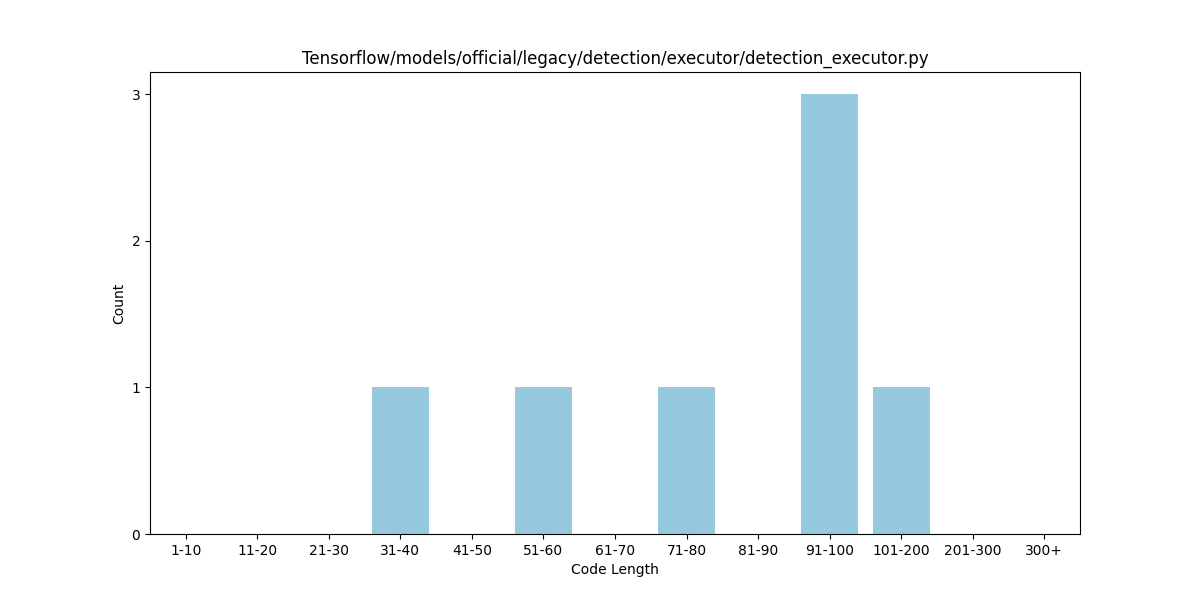 Tensorflow/models/official/legacy/detection/executor/detection_executor.py
3
2
1
0
Count
1-10 11-20 21-30 31-40 41-50 51-60 61-70 71-80 81-90 91-100 101-200 201-300 300+
Code Length